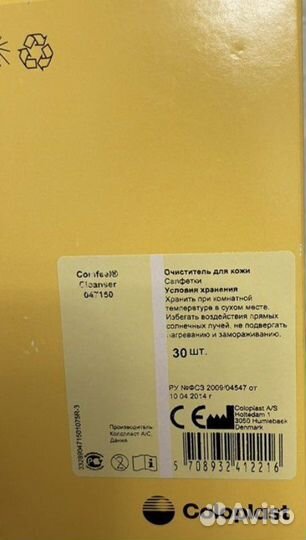 Comfeel®
Cleanser
047150
Очиститель для кожи
Салфетки
Условия хранения
Хранить при комнатной
температуре в сухом месте.
Избегать воздействия прямых
солнечных лучей, не подвергать
нагреванию и замораживанию.
30 ШТ.
РУ №ФСЗ 2009/04547 от
10.04.2014 г
Coloplast A/S
Holtedam 1
3050 Humlebaek
Denmark
Производитель:
Колопласт А/С,
Дания
5 708932 412216
Coloplast
Avito